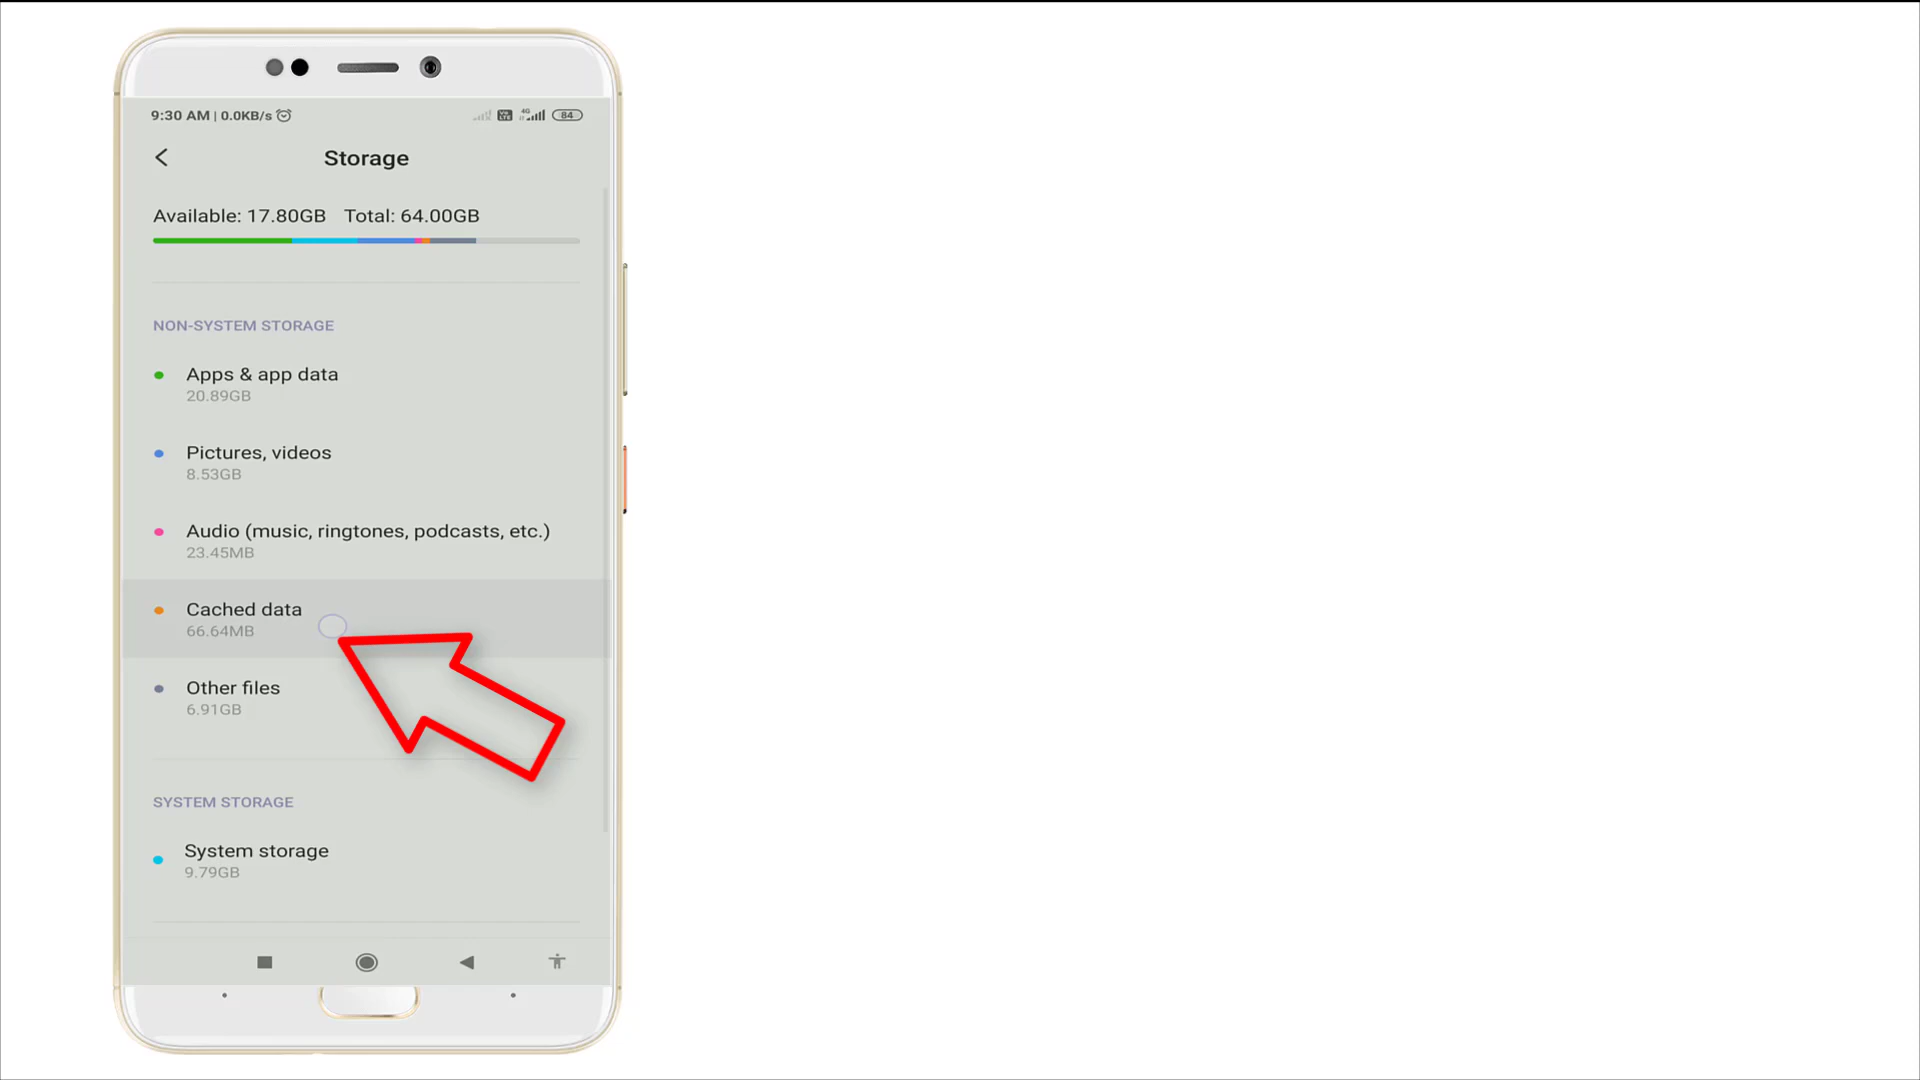 9:30 AM | 0.0KB/s 4G 84
Storage
Available: 17.80GB Total: 64.00GB
NON-SYSTEM STORAGE
Apps & app data
20.89GB
Pictures, videos
8.53GB
Audio (music, ringtones, podcasts, etc.)
23.45MB
Cached data
66.64MB
Other files
6.91GB
SYSTEM STORAGE
System storage
9.79GB